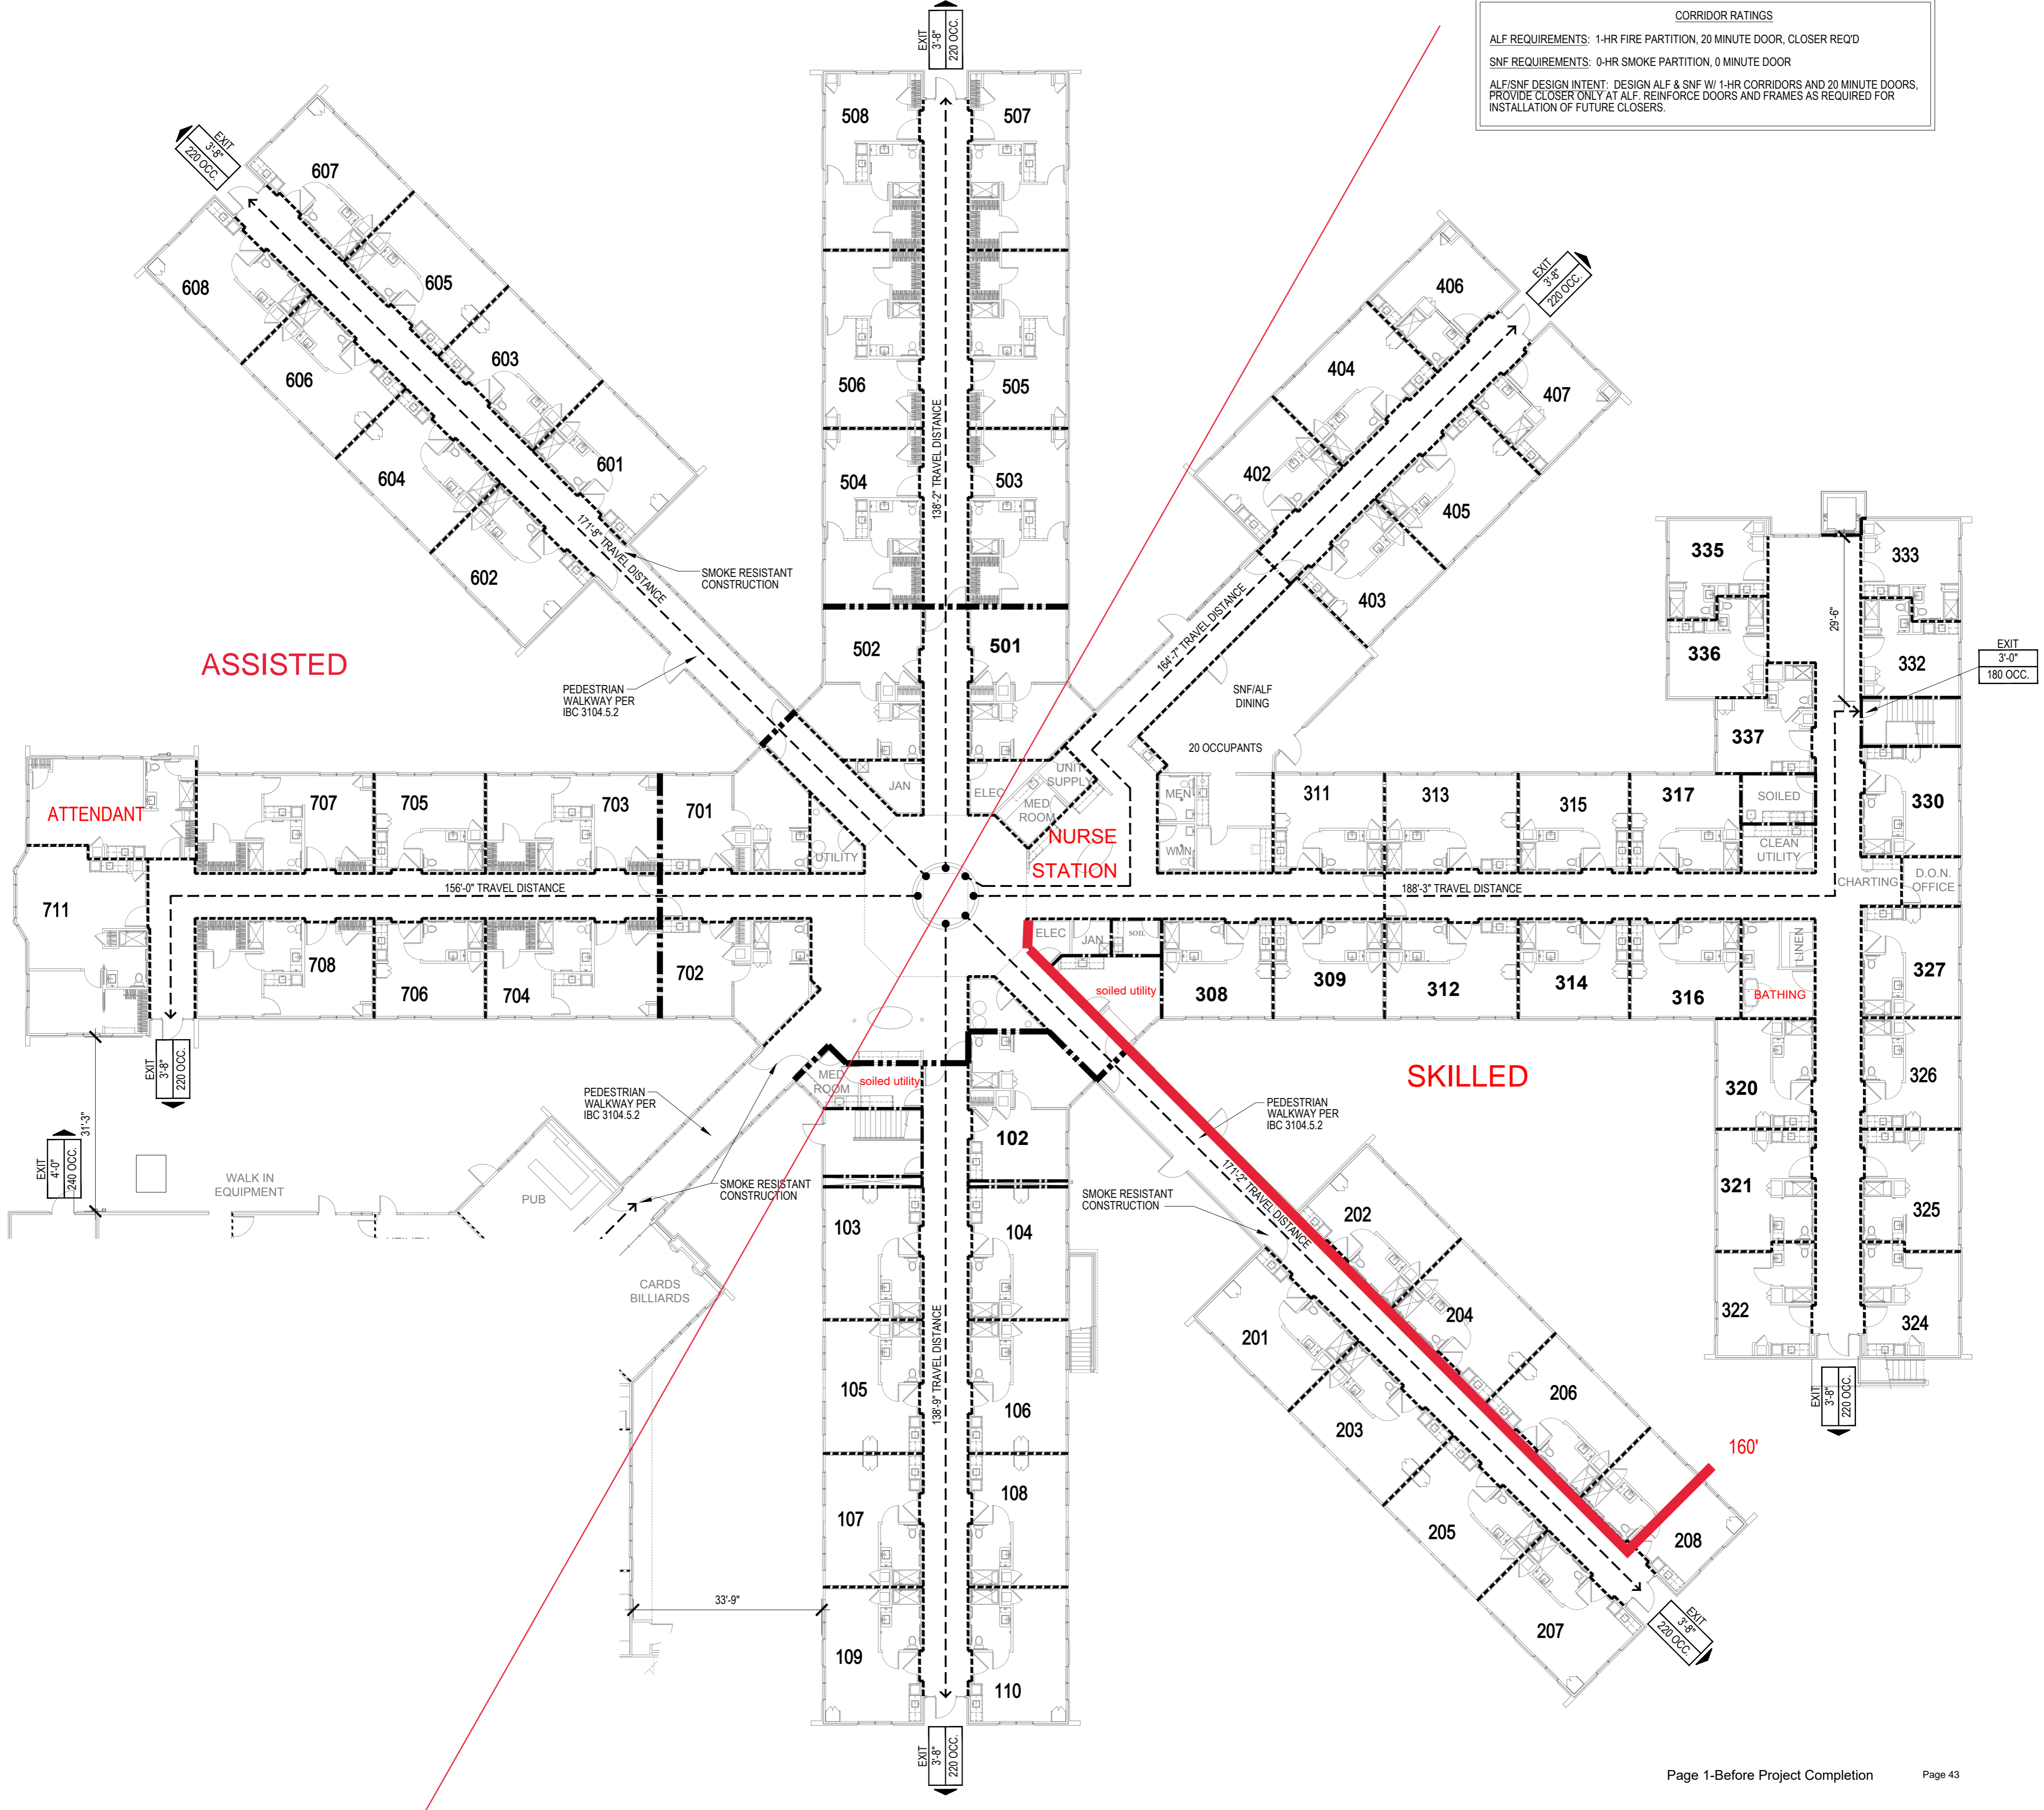 CORRIDOR RATINGS
ALF REQUIREMENTS: 1-HR FIRE PARTITION, 20 MINUTE DOOR, CLOSER REQ'D
SNF REQUIREMENTS: 0-HR SMOKE PARTITION, 0 MINUTE DOOR
ALF/SNF DESIGN INTENT: DESIGN ALF & SNF W/ 1-HR CORRIDORS AND 20 MINUTE DOORS,
PROVIDE CLOSER ONLY AT ALF. REINFORCE DOORS AND FRAMES AS REQUIRED FOR
INSTALLATION OF FUTURE CLOSERS.
EXIT
3'-8"
220 OCC.
508
507
506
505
504
503
502
501
138'-2" TRAVEL DISTANCE
EXIT
3'-8"
220 OCC.
607
608
605
606
603
604
601
602
171'-8" TRAVEL DISTANCE
SMOKE RESISTANT
CONSTRUCTION
PEDESTRIAN
WALKWAY PER
IBC 3104.5.2
ASSISTED
EXIT
3'-8"
220 OCC.
406
404
407
402
405
403
164'-7" TRAVEL DISTANCE
SNF/ALF
DINING
20 OCCUPANTS
335
333
336
332
337
29'-6"
EXIT
3'-0"
180 OCC.
ATTENDANT
707
705
703
701
UTILITY
JAN
ELEC
UNIT
SUPPLY
MED
ROOM
NURSE
STATION
MEN
WMN
311
313
315
317
SOILED
CLEAN
UTILITY
330
CHARTING
D.O.N.
OFFICE
711
156'-0" TRAVEL DISTANCE
188'-3" TRAVEL DISTANCE
708
706
704
702
ELEC
JAN
SOIL
soiled utility
308
309
312
314
316
LINEN
BATHING
327
326
320
321
325
322
324
EXIT
3'-8"
220 OCC.
SKILLED
EXIT
3'-8"
220 OCC.
31'-3"
EXIT
4'-0"
240 OCC.
WALK IN
EQUIPMENT
PUB
PEDESTRIAN
WALKWAY PER
IBC 3104.5.2
SMOKE RESISTANT
CONSTRUCTION
CARDS
BILLIARDS
MED
ROOM
soiled utility
102
103
104
105
106
107
108
109
110
138'-9" TRAVEL DISTANCE
33'-9"
EXIT
3'-8"
220 OCC.
PEDESTRIAN
WALKWAY PER
IBC 3104.5.2
SMOKE RESISTANT
CONSTRUCTION
171'-2" TRAVEL DISTANCE
202
201
204
203
206
205
208
207
160'
EXIT
3'-8"
220 OCC.
Page 1-Before Project Completion
Page 43